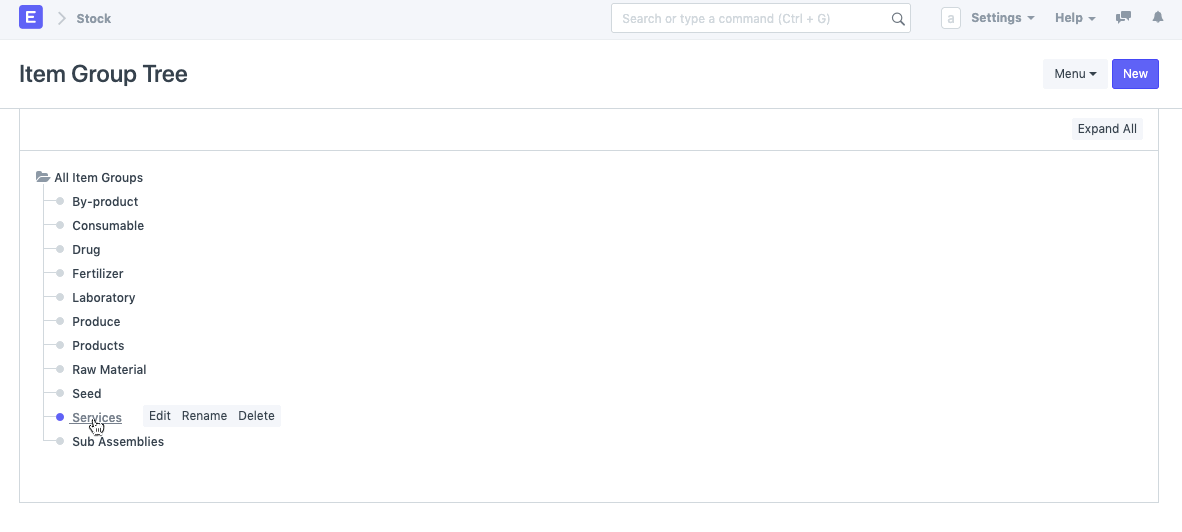 E Stock Search or type a command (Ctrl + G) a Settings Help
Item Group Tree Menu New
Expand All
All Item Groups
By-product
Consumable
Drug
Fertilizer
Laboratory
Produce
Products
Raw Material
Seed
Services Edit Rename Delete
Sub Assemblies